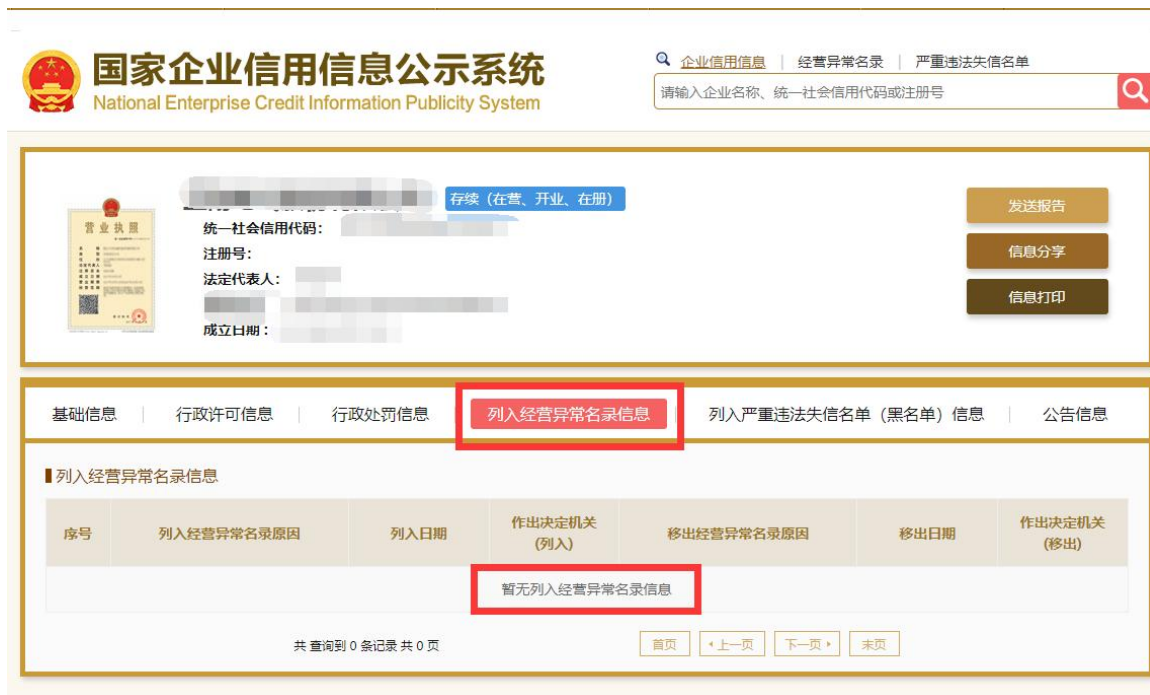 国家企业信用信息公示系统
National Enterprise Credit Information Publicity System
企业信用信息 | 经营异常名录 | 严重违法失信名单
请输入企业名称、统一社会信用代码或注册号
存续（在营、开业、在册）
营业执照
统一社会信用代码：
注册号：
法定代表人：
成立日期：
发送报告
信息分享
信息打印
基础信息 | 行政许可信息 | 行政处罚信息 | 列入经营异常名录信息 | 列入严重违法失信名单（黑名单）信息 | 公告信息
列入经营异常名录信息
序号 列入经营异常名录原因 列入日期 作出决定机关(列入) 移出经营异常名录原因 移出日期 作出决定机关(移出)
暂无列入经营异常名录信息
共 查询到 0 条记录 共 0 页
首页 上一页 下一页 末页